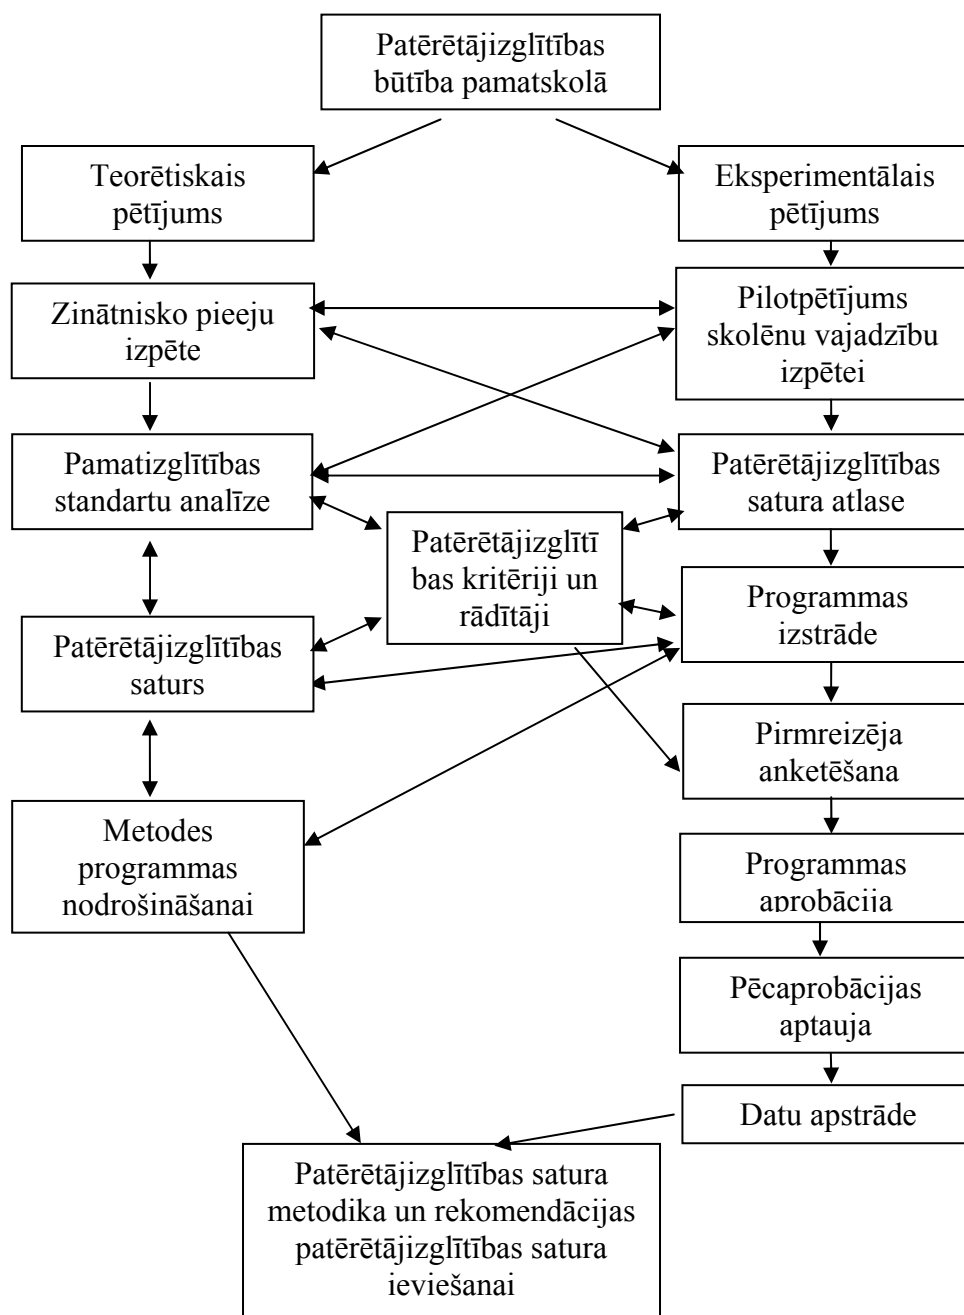 Patērētājizglītības
būtība pamatskolā
Teorētiskais
pētījums
Eksperimentālais
pētījums
Zinātnisko pieeju
izpēte
Pilotpētījums
skolēnu vajadzību
izpētei
Pamatizglītības
standartu analīze
Patērētājizglītības
satura atlase
Patērētājizglītī
bas kritēriji un
rādītāji
Programmas
izstrāde
Patērētājizglītības
saturs
Pirmreizēja
anketēšana
Metodes
programmas
nodrošināšanai
Programmas
aprobācija
Pēcaprobācijas
aptauja
Datu apstrāde
Patērētājizglītības satura
metodika un rekomendācijas
patērētājizglītības satura
ieviešanai